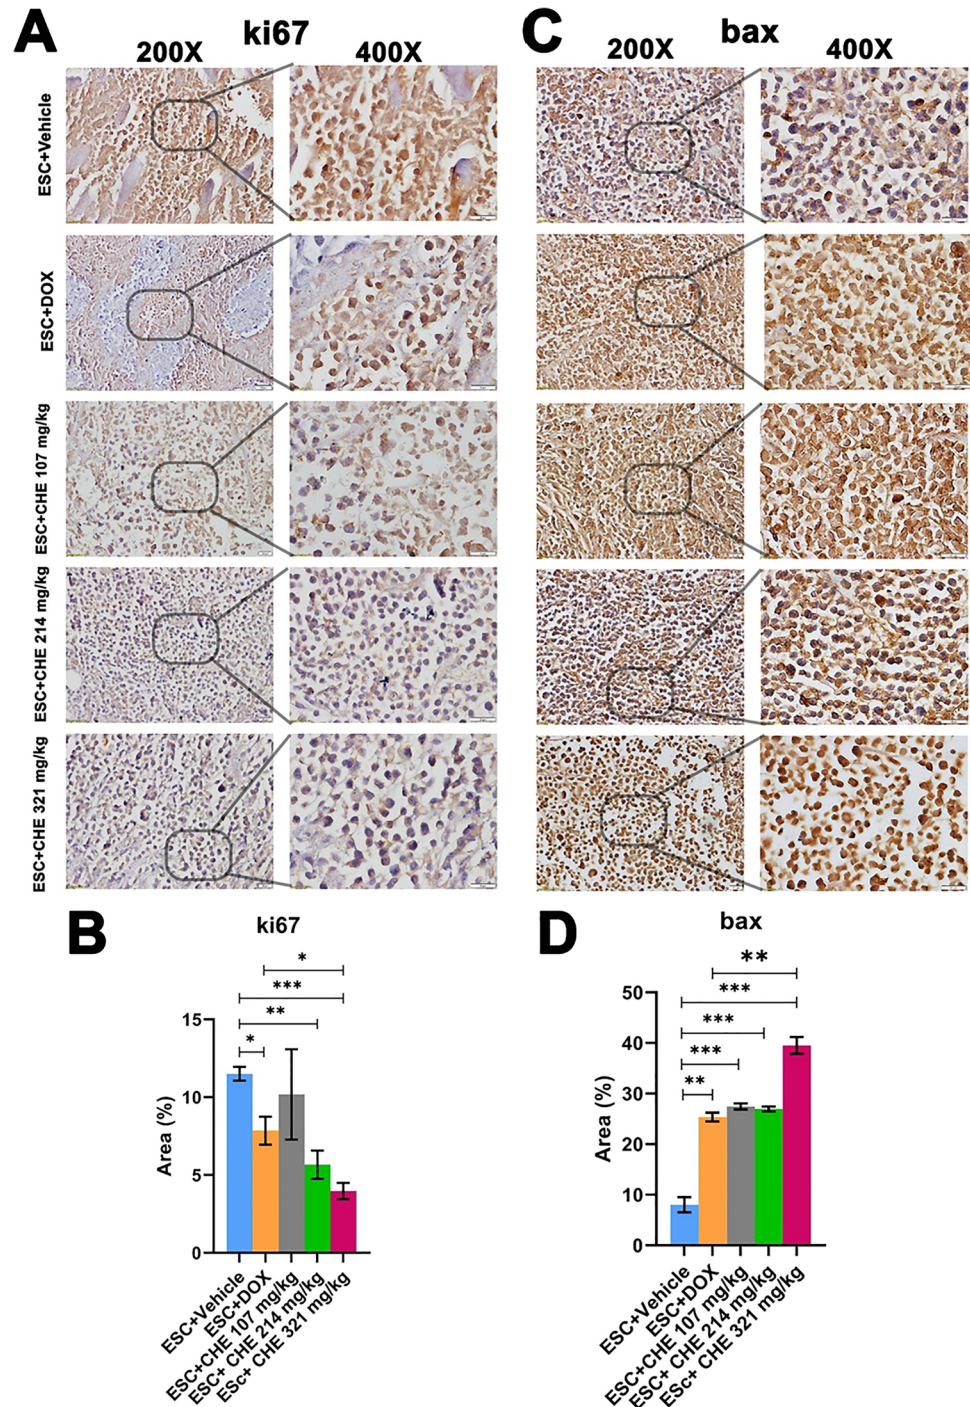 A
ki67
200X
400X
ESC+Vehicle
ESC+DOX
ESC+CHE 107 mg/kg
ESC+CHE 214 mg/kg
ESC+CHE 321 mg/kg
C
bax
200X
400X
B
ki67
*
***
**
*
Area (%)
15
10
5
0
ESC+Vehicle
ESC+DOX
ESC+CHE 107 mg/kg
ESC+ CHE 214 mg/kg
ESc+ CHE 321 mg/kg
D
bax
**
***
***
***
**
Area (%)
50
40
30
20
10
0
ESC+Vehicle
ESC+DOX
ESC+CHE 107 mg/kg
ESC+ CHE 214 mg/kg
ESc+ CHE 321 mg/kg